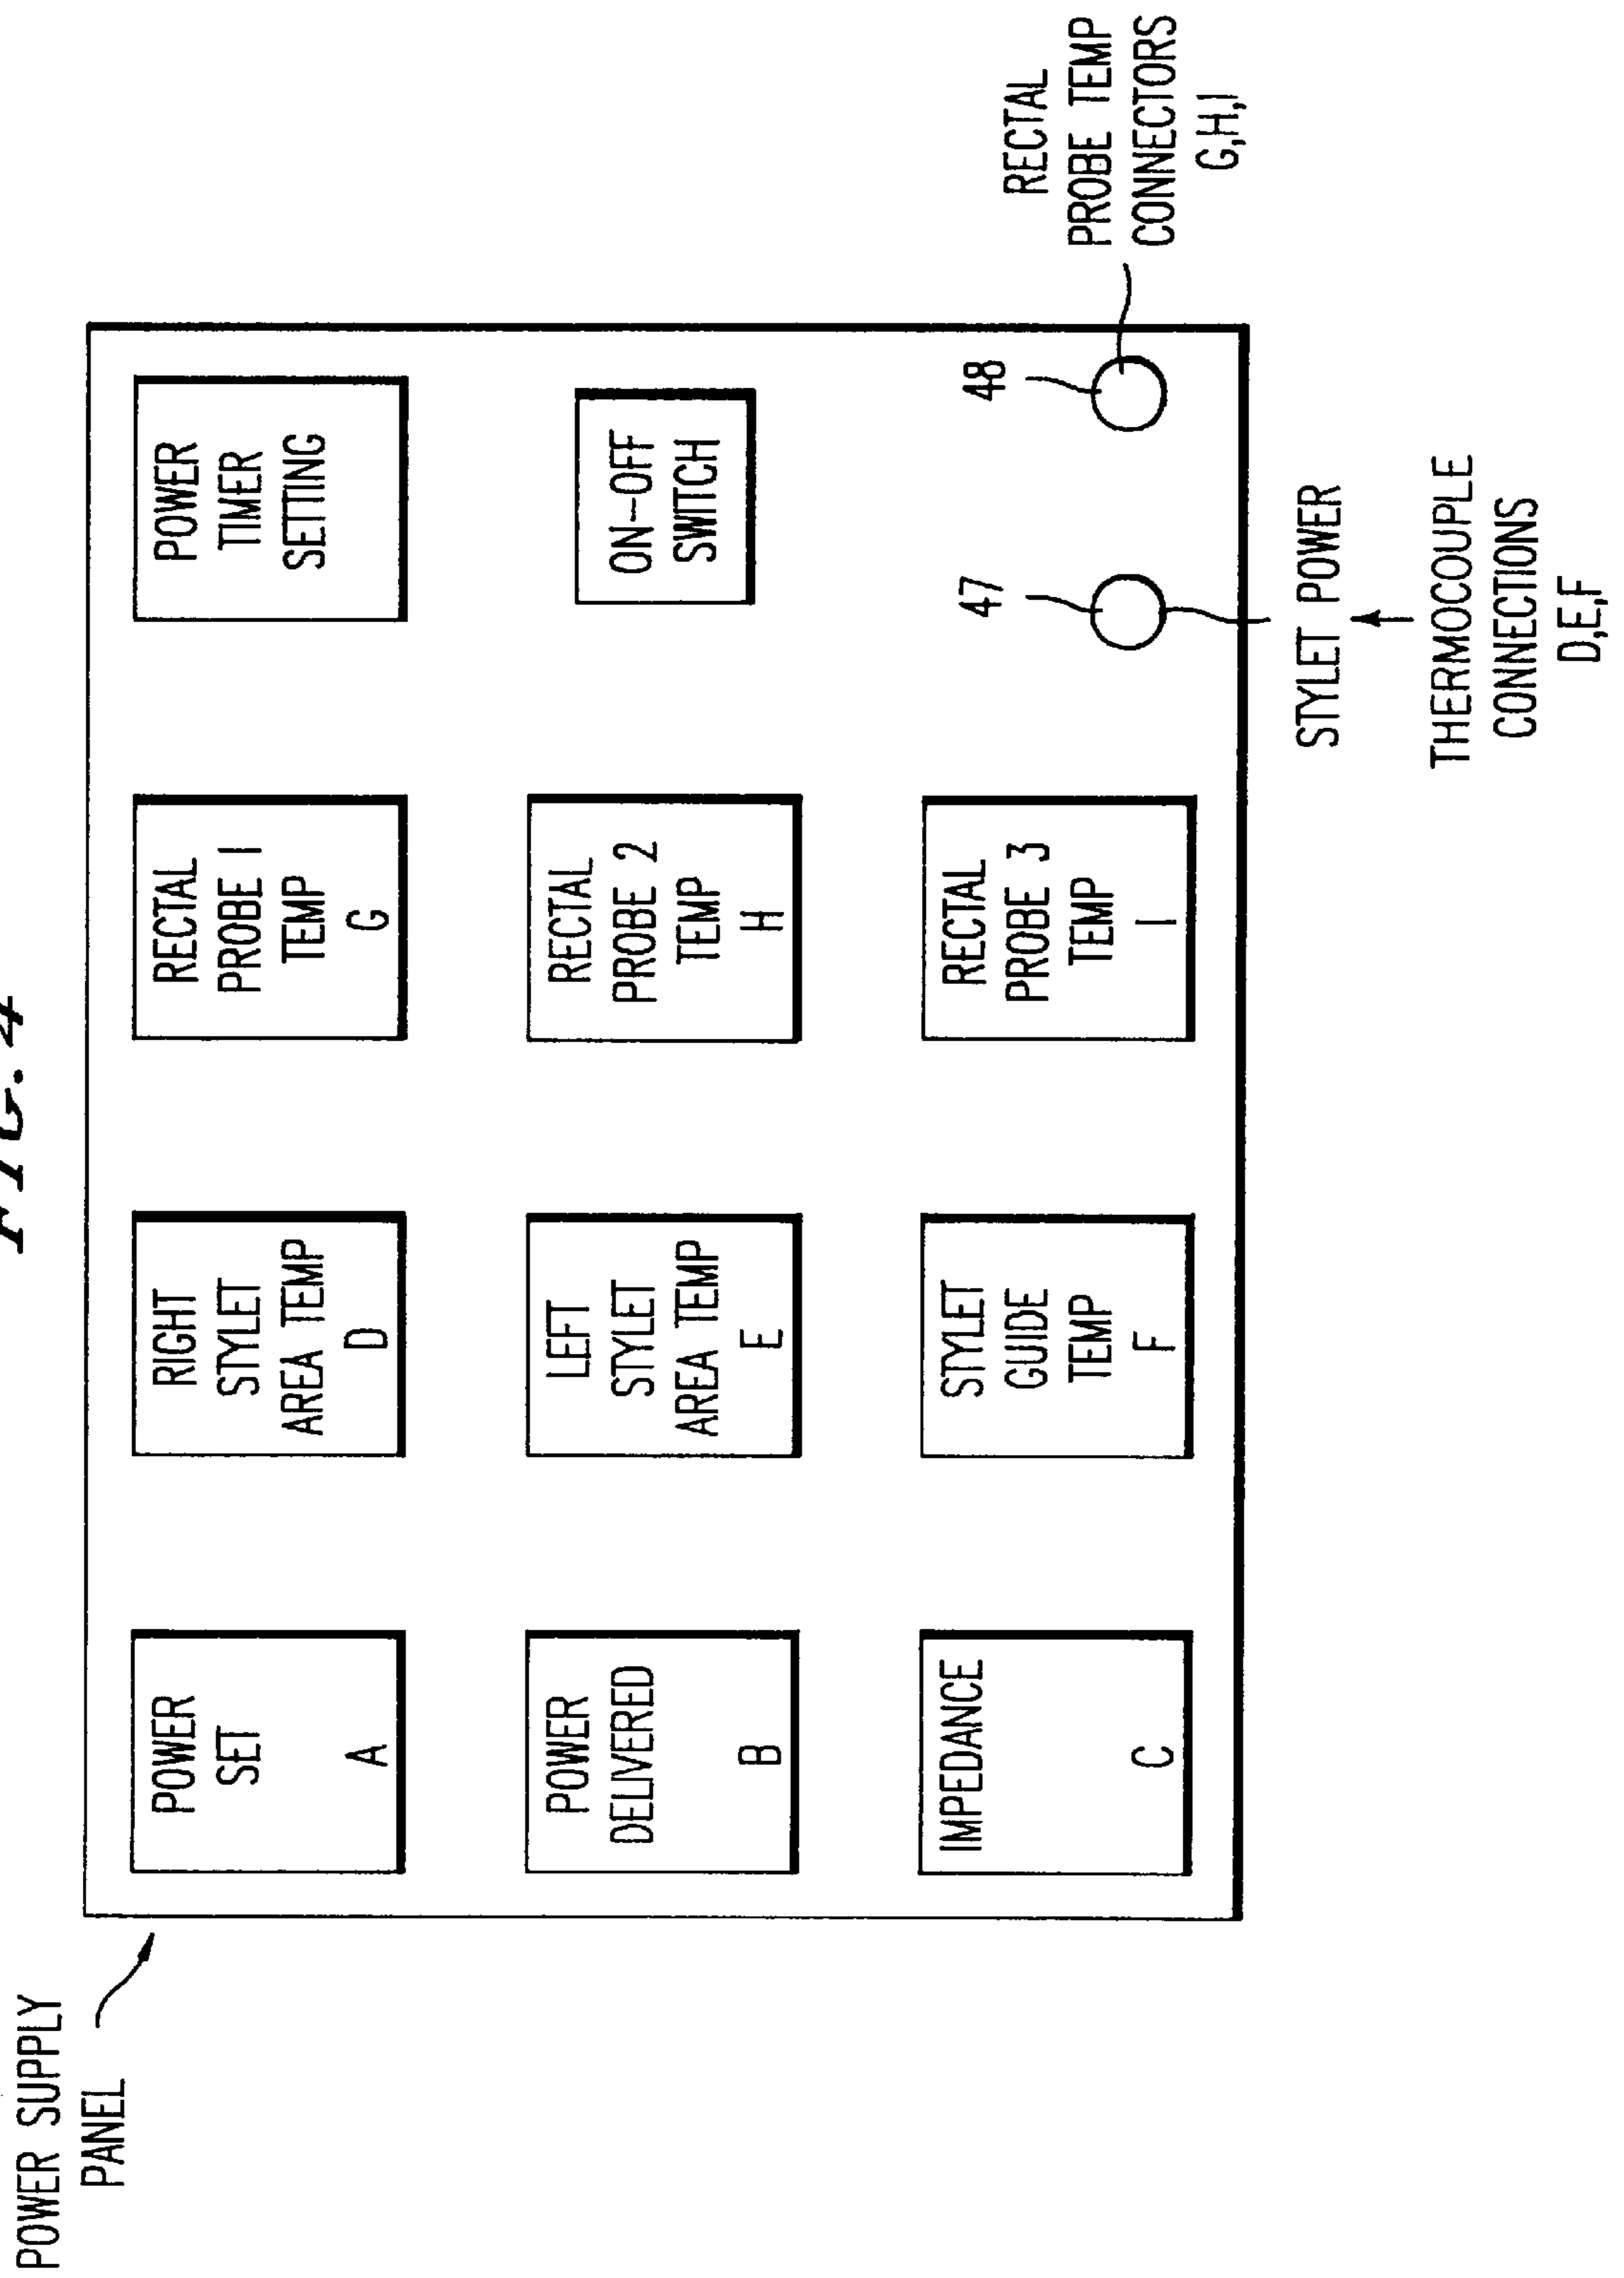 FIG. 4
POWER SUPPLY
PANEL
POWER
SET
A
RIGHT
STYLET
AREA TEMP
D
RECTAL
PROBE 1
TEMP
G
POWER
TIMER
SETTING
POWER
DELIVERED
B
LEFT
STYLET
AREA TEMP
E
RECTAL
PROBE 2
TEMP
H
ON-OFF
SWITCH
IMPEDANCE
C
STYLET
GUIDE
TEMP
F
RECTAL
PROBE 3
TEMP
I
47
48
RECTAL
PROBE TEMP
CONNECTORS
G,H,I
STYLET POWER
THERMOCOUPLE
CONNECTIONS
D,E,F